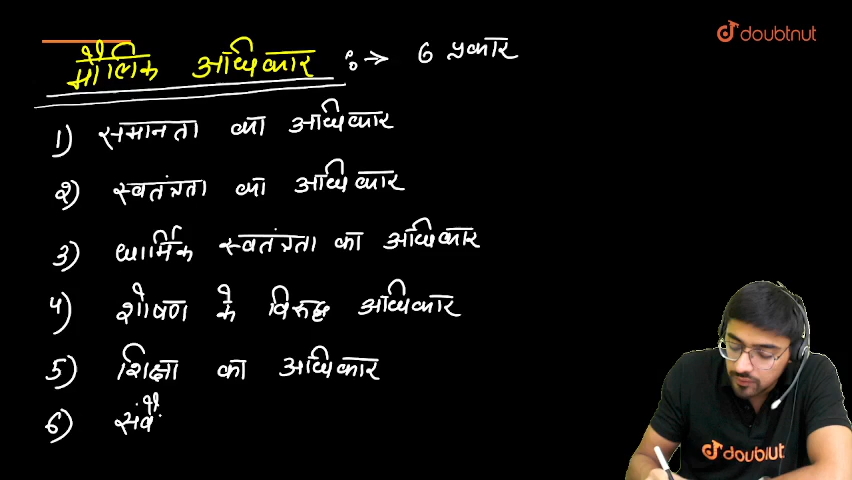 doubtnut
मौलिक अधिकार :→ 6 प्रकार
1) समानता का अधिकार
2) स्वतंत्रता का अधिकार
3) धार्मिक स्वतंत्रता का अधिकार
4) शोषण के विरुद्ध अधिकार
5) शिक्षा का अधिकार
6) संवै
doubtnut